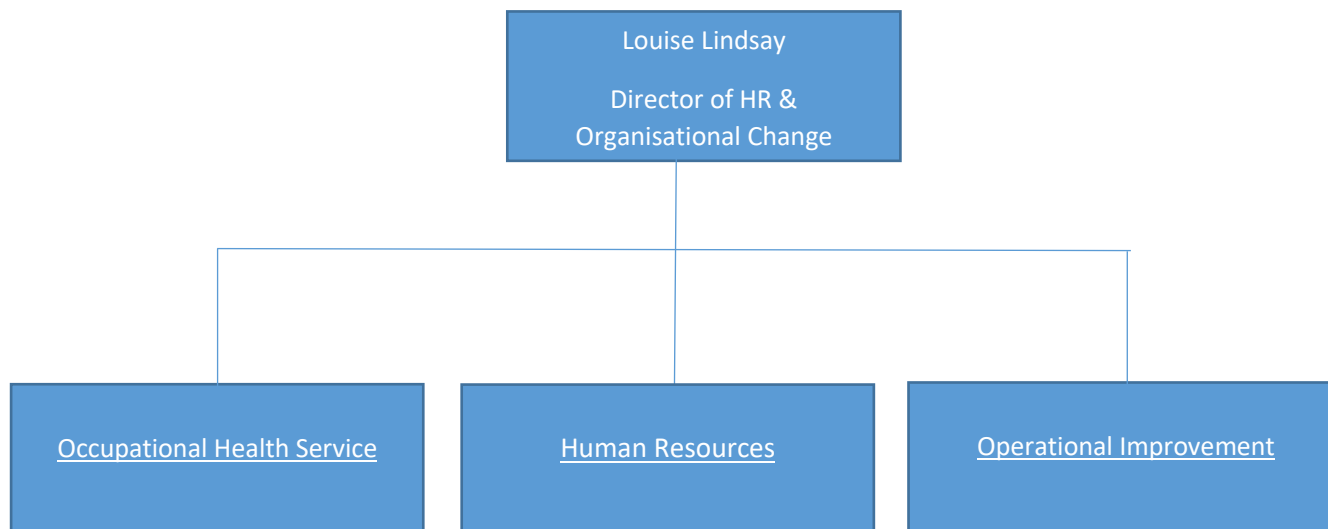 Louise Lindsay
Director of HR &
Organisational Change
Occupational Health Service
Human Resources
Operational Improvement